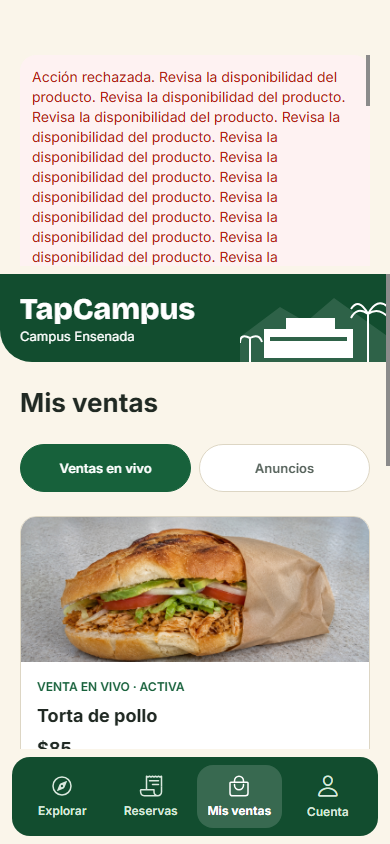 Acción rechazada. Revisa la disponibilidad del
producto. Revisa la disponibilidad del producto.
Revisa la disponibilidad del producto. Revisa la
disponibilidad del producto. Revisa la
disponibilidad del producto. Revisa la
disponibilidad del producto. Revisa la
disponibilidad del producto. Revisa la
disponibilidad del producto. Revisa la
disponibilidad del producto. Revisa la
disponibilidad del producto. Revisa la
TapCampus
Campus Ensenada
Mis ventas
Ventas en vivo
Anuncios
VENTA EN VIVO · ACTIVA
Torta de pollo
$85
Explorar
Reservas
Mis ventas
Cuenta